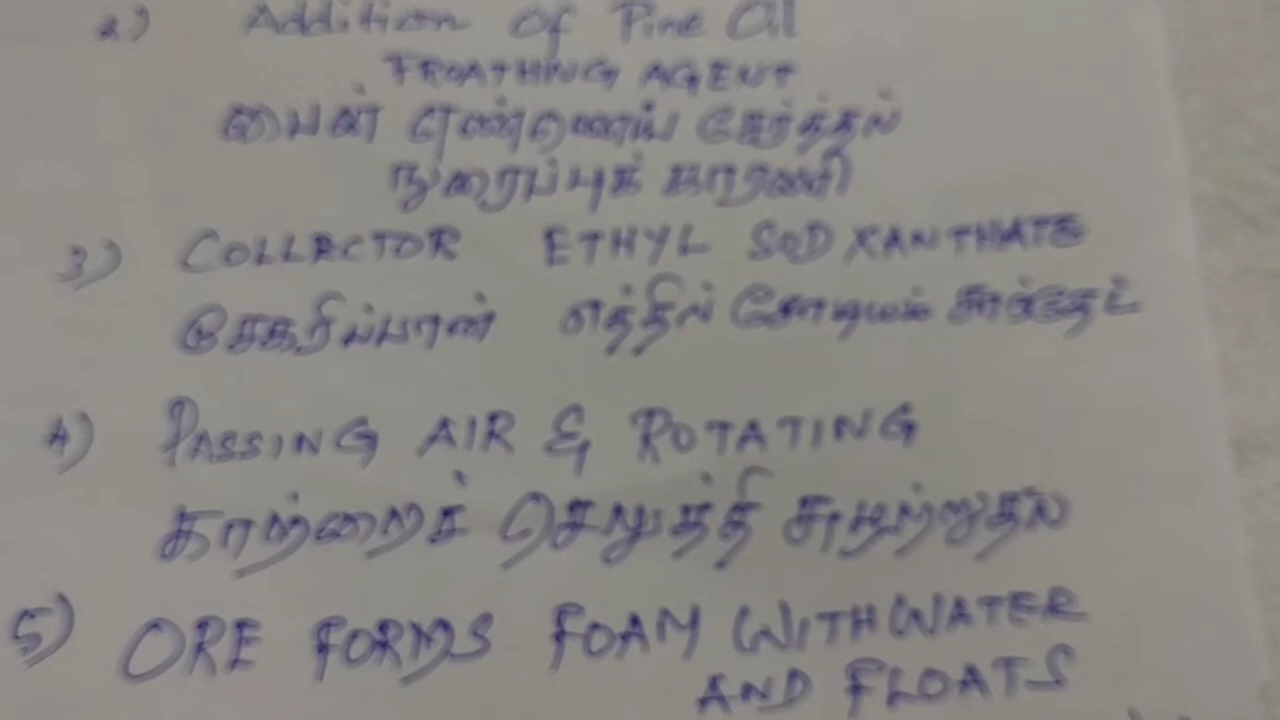 2) Addition of Pine Oil
FROATHING AGENT
பைன் எண்ணெய் சேர்த்தல்
நுரைப்புக் காரணி
3) COLLECTOR ETHYL SOD XANTHATE
சேகரிப்பான் எத்தில் சோடியம்
4) PASSING AIR & ROTATING
காற்றைச் செலுத்தி சுழற்றுதல்
5) ORE FORMS FOAM WITH WATER
AND FLOATS